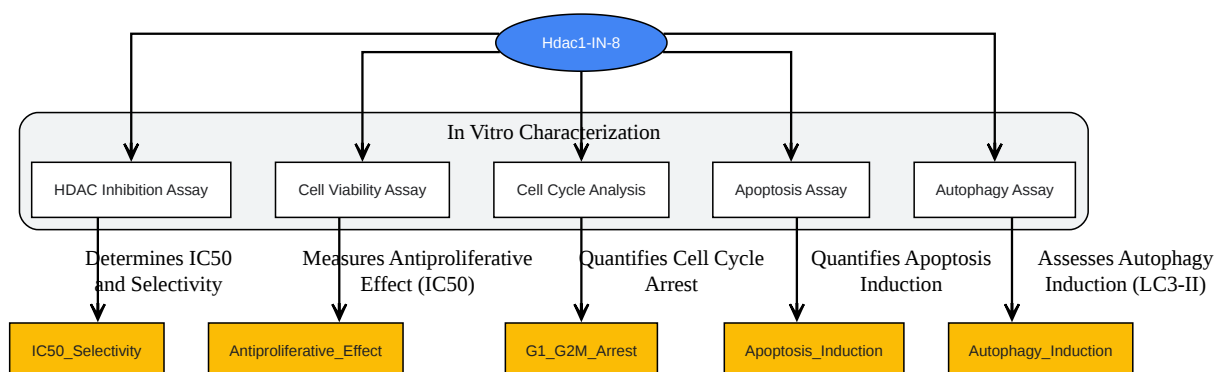 Hdac1-IN-8
In Vitro Characterization
HDAC Inhibition Assay
Cell Viability Assay
Cell Cycle Analysis
Apoptosis Assay
Autophagy Assay
Determines IC50
and Selectivity
Measures Antiproliferative
Effect (IC50)
Quantifies Cell Cycle
Arrest
Quantifies Apoptosis
Induction
Assesses Autophagy
Induction (LC3-II)
IC50_Selectivity
Antiproliferative_Effect
G1_G2M_Arrest
Apoptosis_Induction
Autophagy_Induction